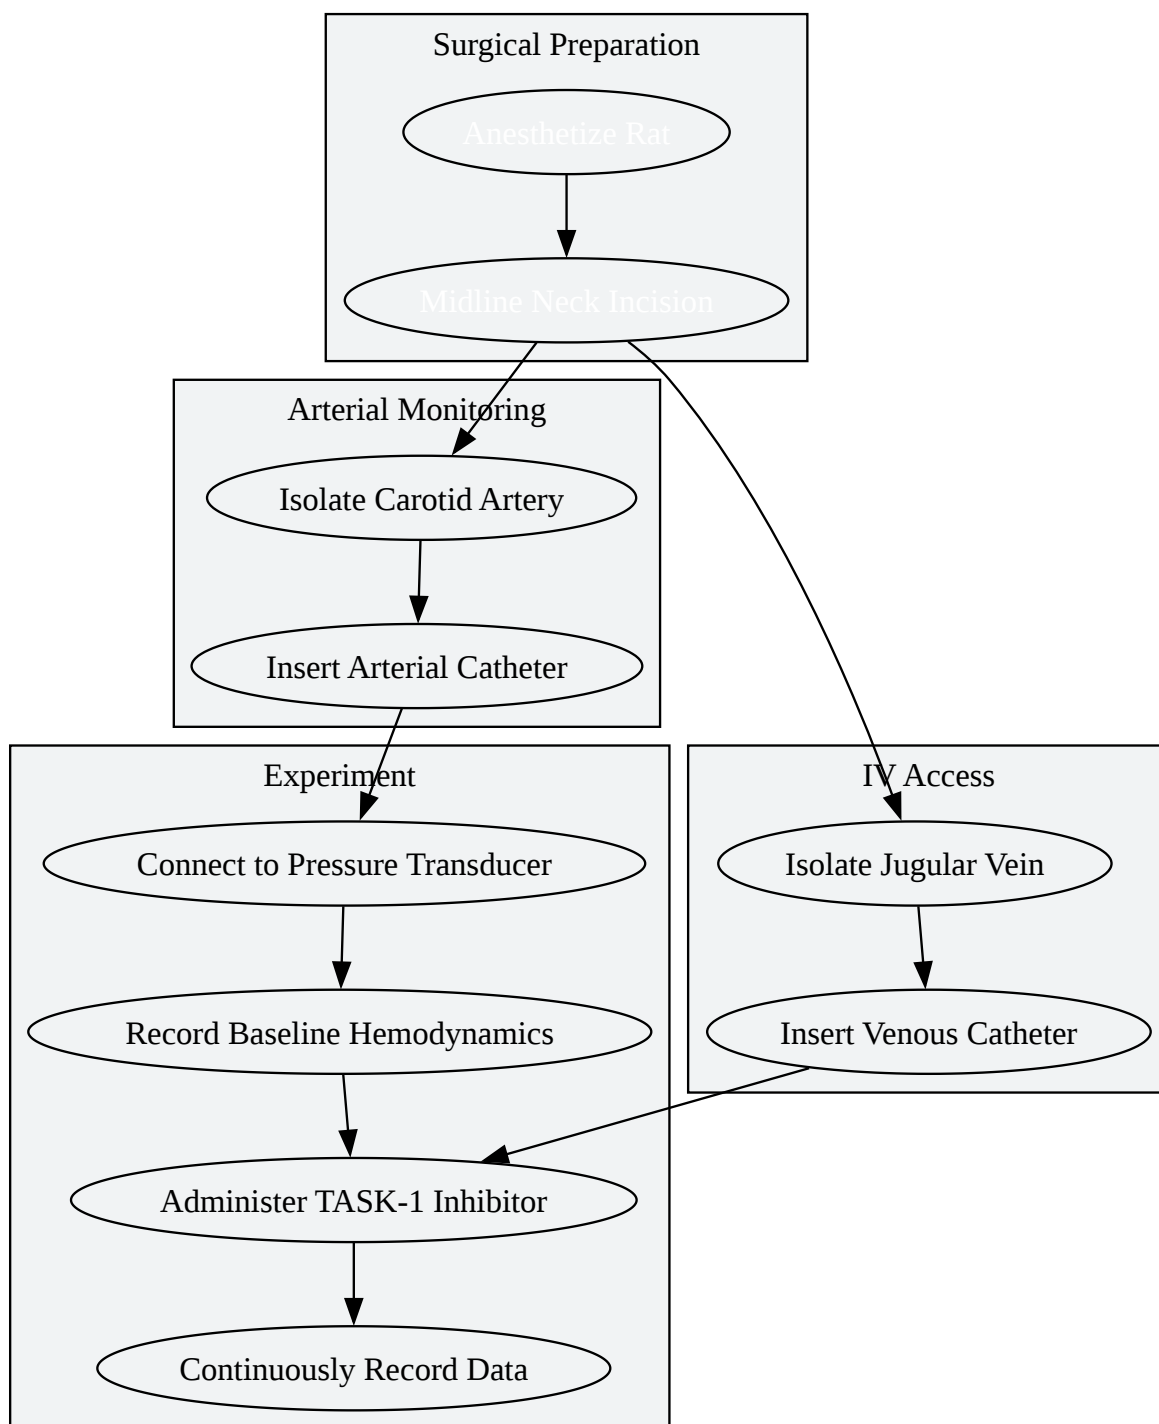 Surgical Preparation
Anesthetize Rat
Midline Neck Incision
Arterial Monitoring
Isolate Carotid Artery
Insert Arterial Catheter
Experiment
Connect to Pressure Transducer
Record Baseline Hemodynamics
Administer TASK-1 Inhibitor
Continuously Record Data
IV Access
Isolate Jugular Vein
Insert Venous Catheter